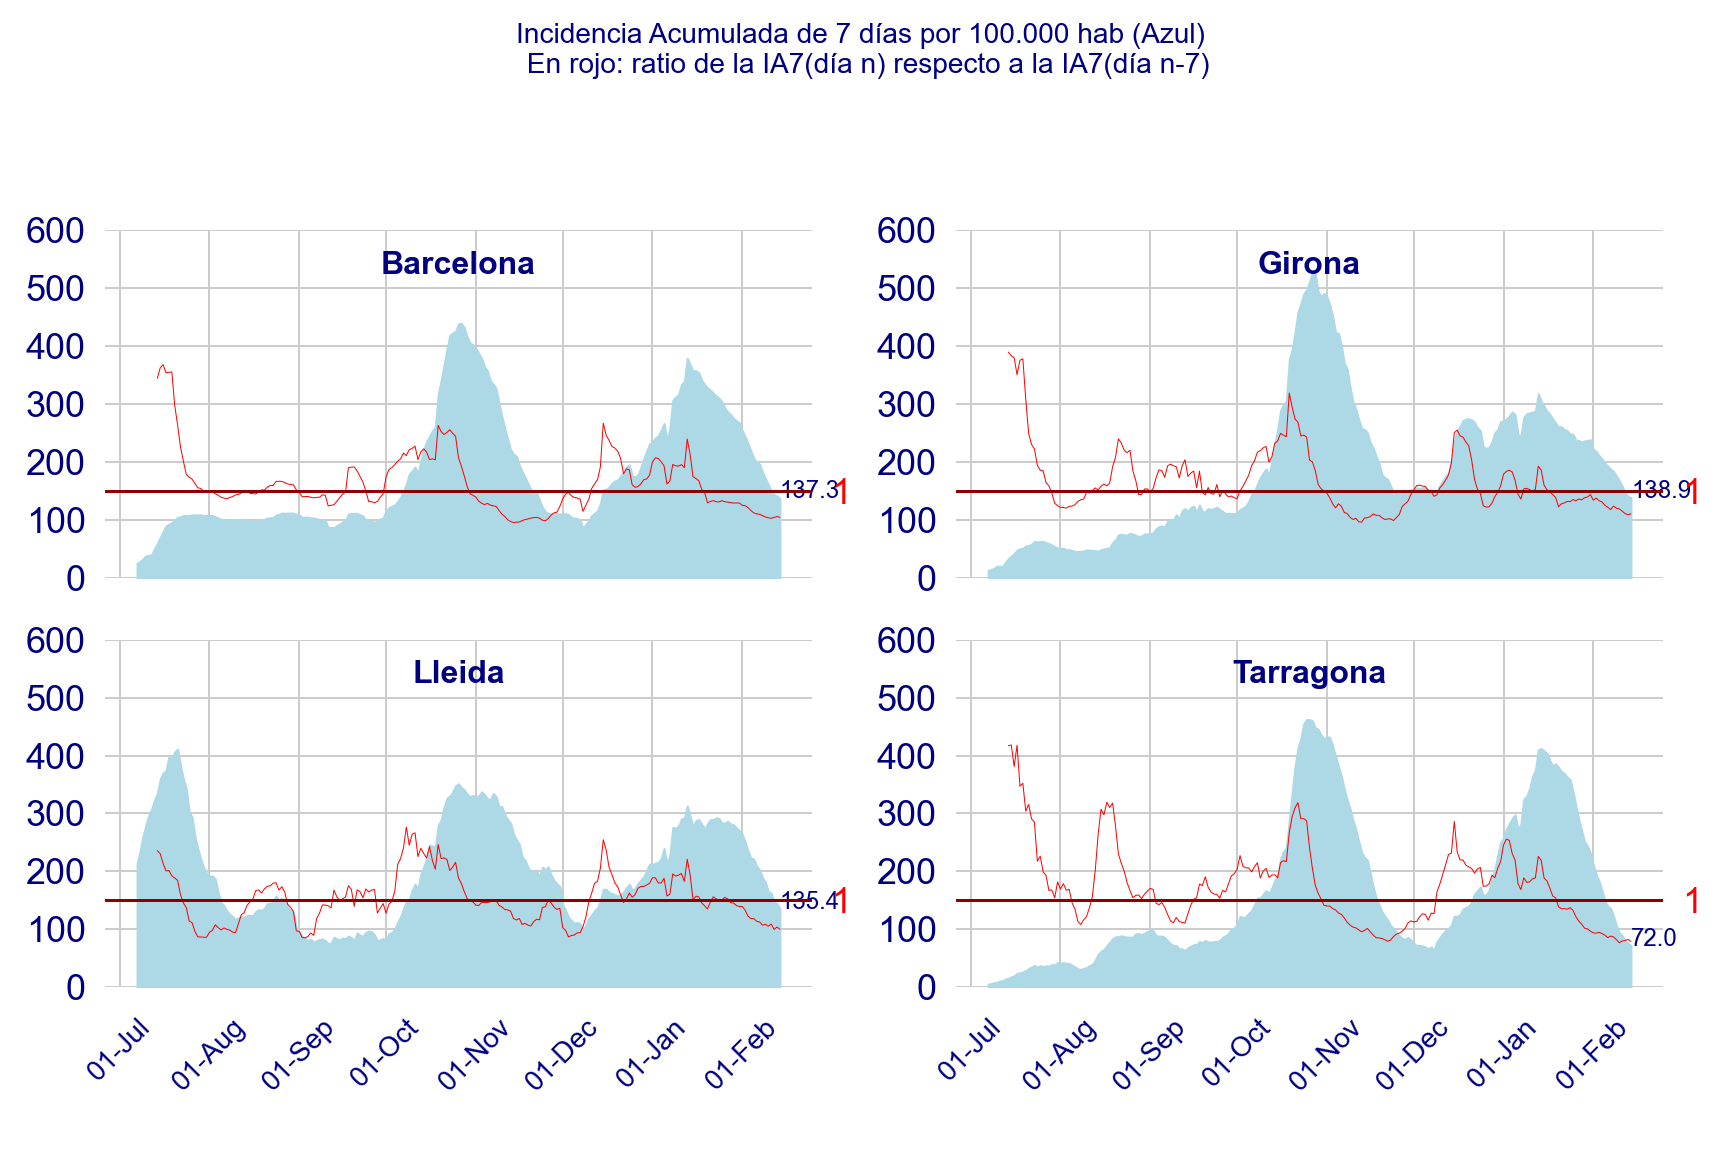 Incidencia Acumulada de 7 días por 100.000 hab (Azul)
En rojo: ratio de la IA7(día n) respecto a la IA7(día n-7)
600
500
400
300
200
100
0
Barcelona
137.3
1
600
500
400
300
200
100
0
Girona
138.9
1
600
500
400
300
200
100
0
Lleida
135.4
1
01-Jul
01-Aug
01-Sep
01-Oct
01-Nov
01-Dec
01-Jan
01-Feb
600
500
400
300
200
100
0
Tarragona
1
72.0
01-Jul
01-Aug
01-Sep
01-Oct
01-Nov
01-Dec
01-Jan
01-Feb